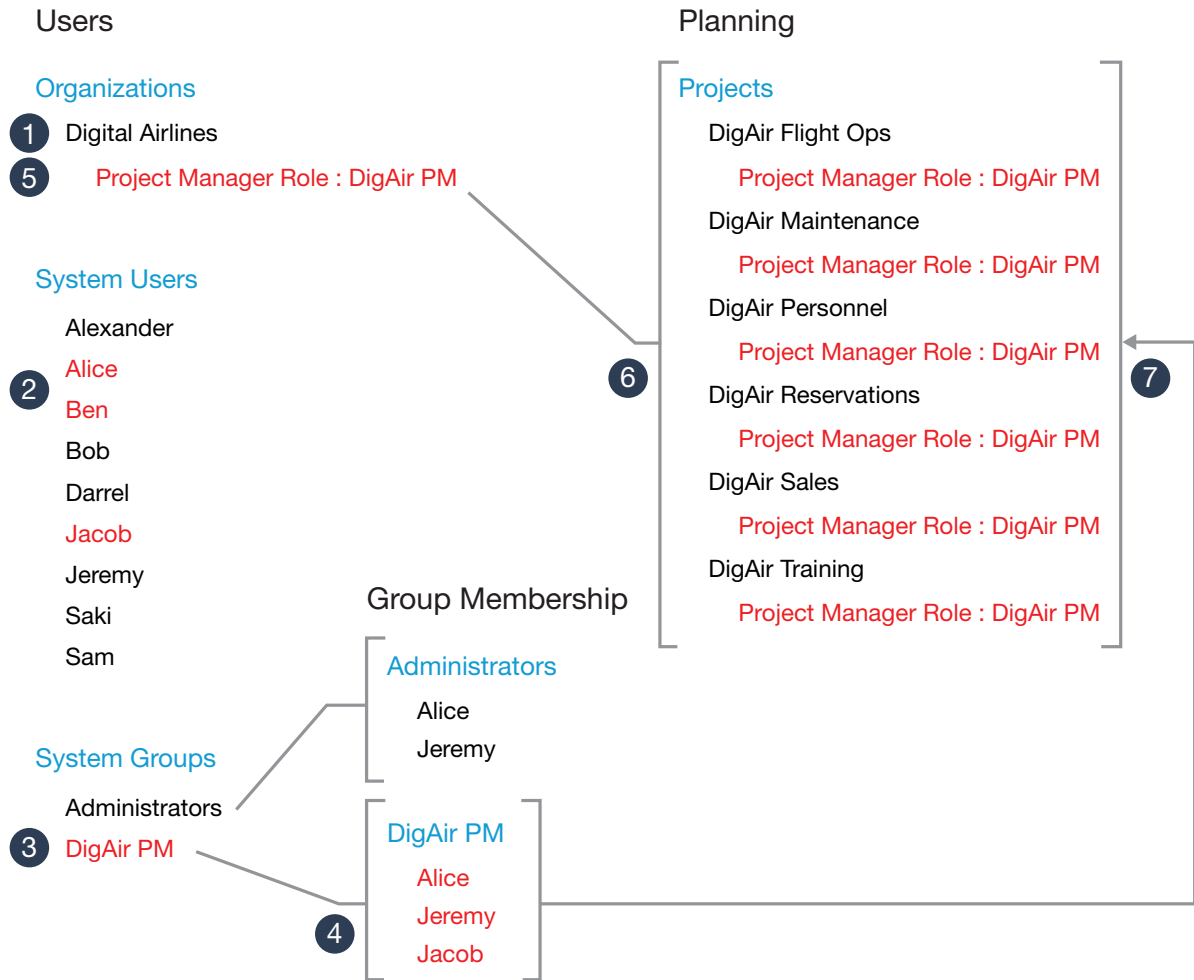 Users
Organizations
1 Digital Airlines
5 Project Manager Role : DigAir PM
System Users
Alexander
Alice
2
Ben
Bob
Darrel
Jacob
Jeremy
Saki
Sam
System Groups
Administrators
3 DigAir PM
Group Membership
Administrators
Alice
Jeremy
4
DigAir PM
Alice
Jeremy
Jacob
Planning
6
Projects
DigAir Flight Ops
Project Manager Role : DigAir PM
DigAir Maintenance
Project Manager Role : DigAir PM
DigAir Personnel
Project Manager Role : DigAir PM
DigAir Reservations
Project Manager Role : DigAir PM
DigAir Sales
Project Manager Role : DigAir PM
DigAir Training
Project Manager Role : DigAir PM
7